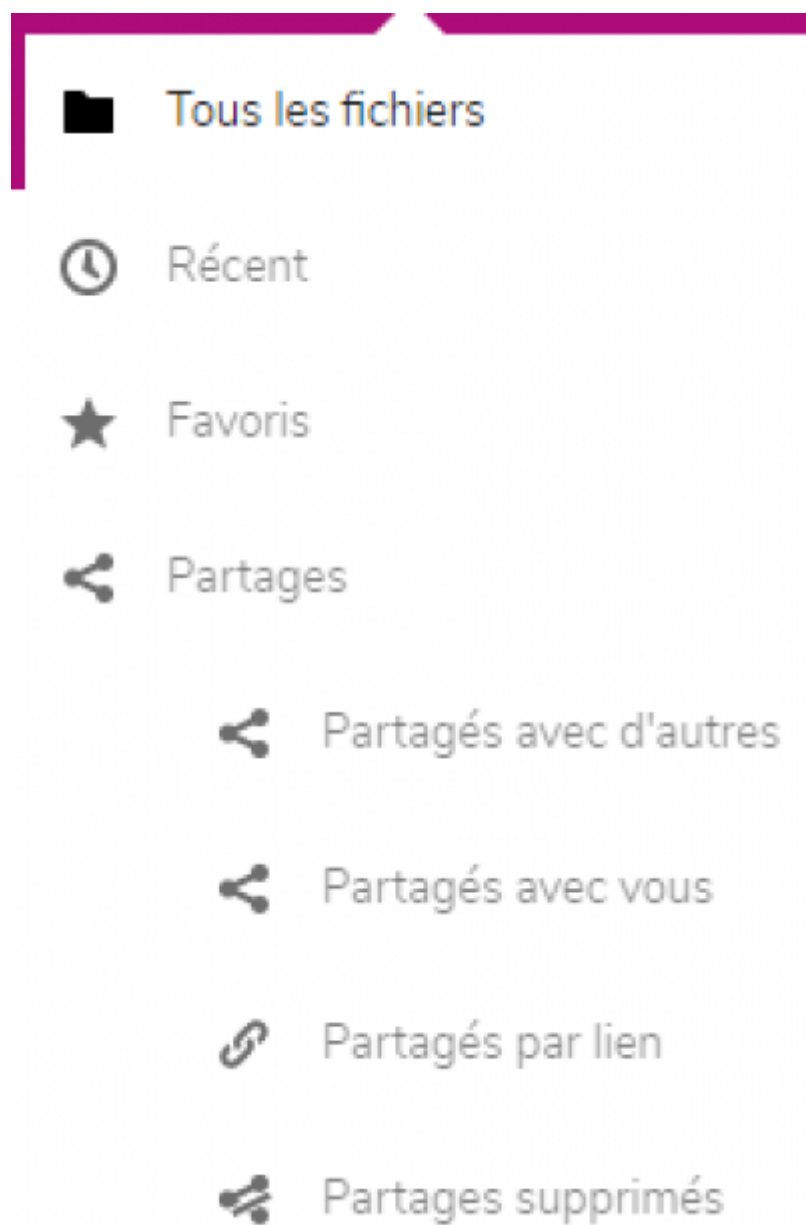 Tous les fichiers
Récent
Favoris
Partages
Partagés avec d'autres
Partagés avec vous
Partagés par lien
Partages supprimés